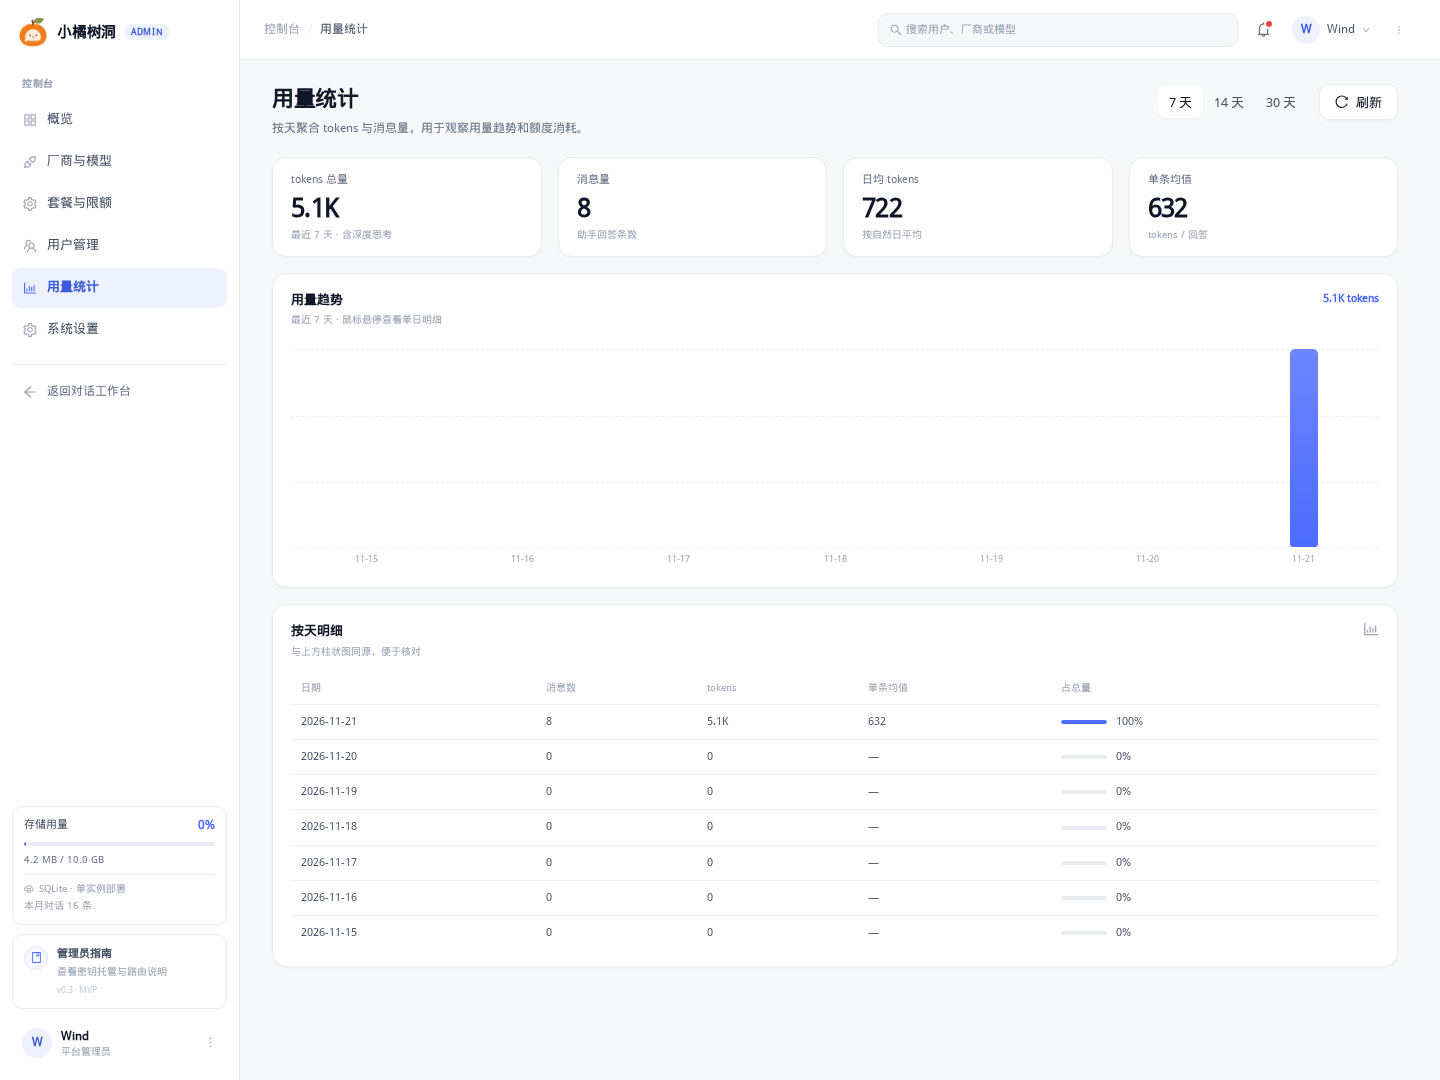 小橘树洞 ADMIN
控制台
概览
厂商与模型
套餐与限额
用户管理
用量统计
系统设置
返回对话工作台
存储用量 0%
4.2 MB / 10.0 GB
SQLite · 单实例部署
本月对话 16 条
管理员指南
查看密钥托管与路由说明
v0.3 · MVP
W Wind
平台管理员
控制台 / 用量统计
搜索用户、厂商或模型
W Wind
用量统计
按天聚合 tokens 与消息量，用于观察用量趋势和额度消耗。
7 天 14 天 30 天 刷新
tokens 总量
5.1K
最近 7 天 · 含深度思考
消息量
8
助手回答条数
日均 tokens
722
按自然日平均
单条均值
632
tokens / 回答
用量趋势 5.1K tokens
最近 7 天 · 鼠标悬停查看单日明细
11-15 11-16 11-17 11-18 11-19 11-20 11-21
按天明细
与上方柱状图同源，便于核对
日期 消息数 tokens 单条均值 占总量
2026-11-21 8 5.1K 632 100%
2026-11-20 0 0 — 0%
2026-11-19 0 0 — 0%
2026-11-18 0 0 — 0%
2026-11-17 0 0 — 0%
2026-11-16 0 0 — 0%
2026-11-15 0 0 — 0%